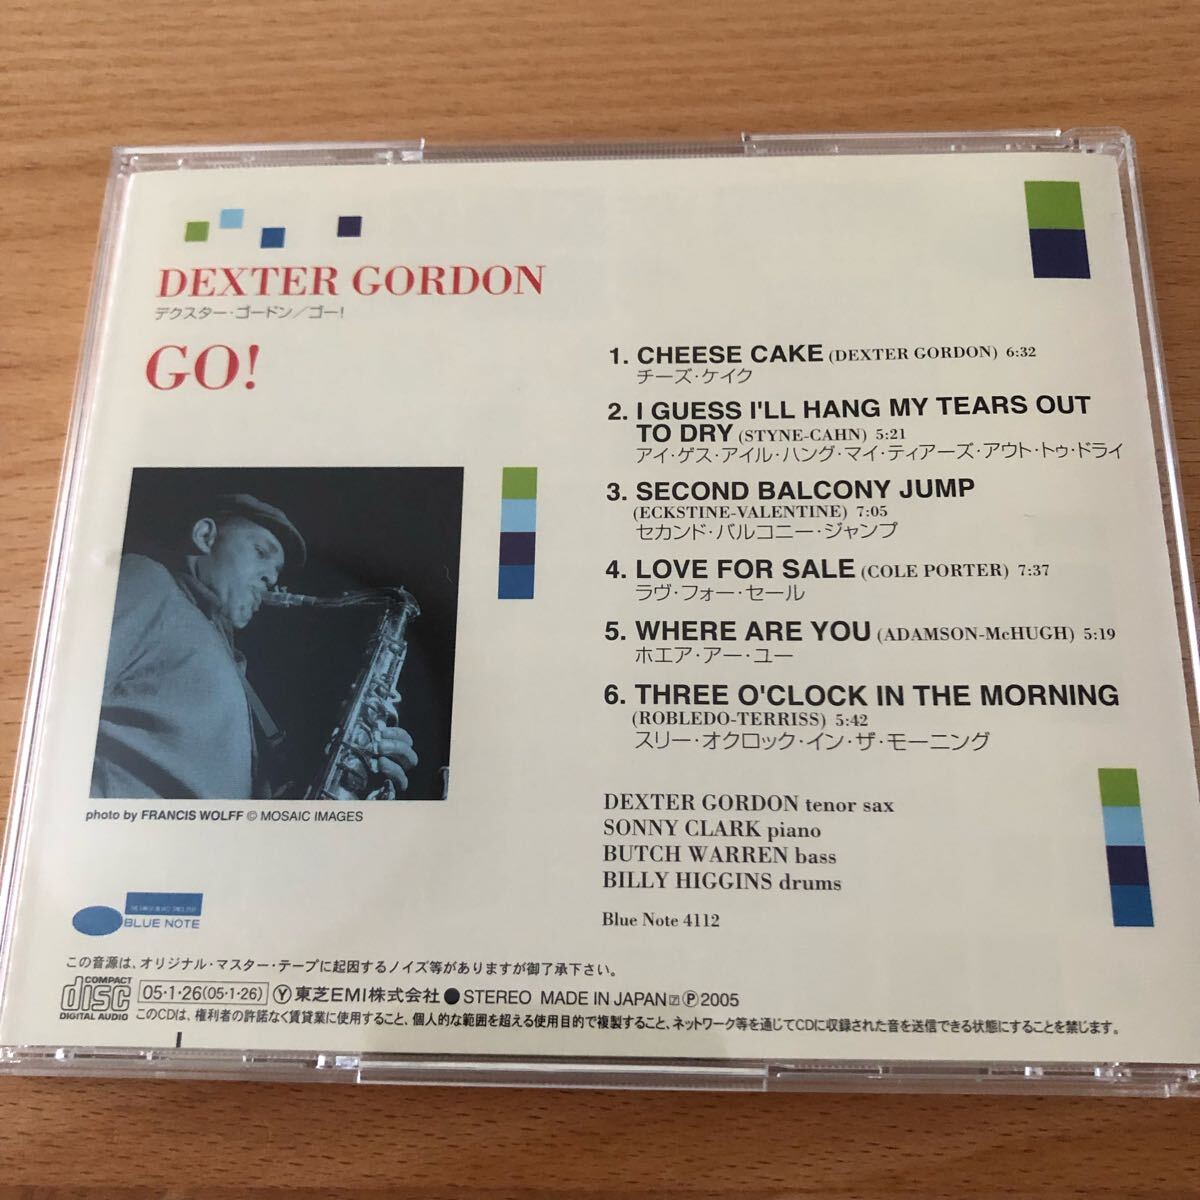 DEXTER GORDON
デクスター・ゴードン／ゴー!
GO!
1. CHEESE CAKE (DEXTER GORDON) 6:32
チーズ・ケイク
2. I GUESS I'LL HANG MY TEARS OUT
TO DRY (STYNE-CAHN) 5:21
アイ・ゲス・アイル・ハング・マイ・ティアーズ・アウト・トゥ・ドライ
3. SECOND BALCONY JUMP
(ECKSTINE-VALENTINE) 7:05
セカンド・バルコニー・ジャンプ
4. LOVE FOR SALE (COLE PORTER) 7:37
ラヴ・フォー・セール
5. WHERE ARE YOU (ADAMSON-McHUGH) 5:19
ホエア・アー・ユー
6. THREE O'CLOCK IN THE MORNING
(ROBLEDO-TERRISS) 5:42
スリー・オクロック・イン・ザ・モーニング
photo by FRANCIS WOLFF © MOSAIC IMAGES
DEXTER GORDON tenor sax
SONNY CLARK piano
BUTCH WARREN bass
BILLY HIGGINS drums
Blue Note 4112
BLUE NOTE
この音源は、オリジナル・マスター・テープに起因するノイズ等がありますが御了承下さい。
COMPACT
disc
DIGITAL AUDIO
05・1・26(05・1・26) Ⓨ東芝EMI株式会社 ●STEREO MADE IN JAPAN Ⓟ2005
このCDは、権利者の許諾なく賃貸業に使用すること、個人的な範囲を超える使用目的で複製すること、ネットワーク等を通じてCDに収録された音を送信できる状態にすることを禁じます。